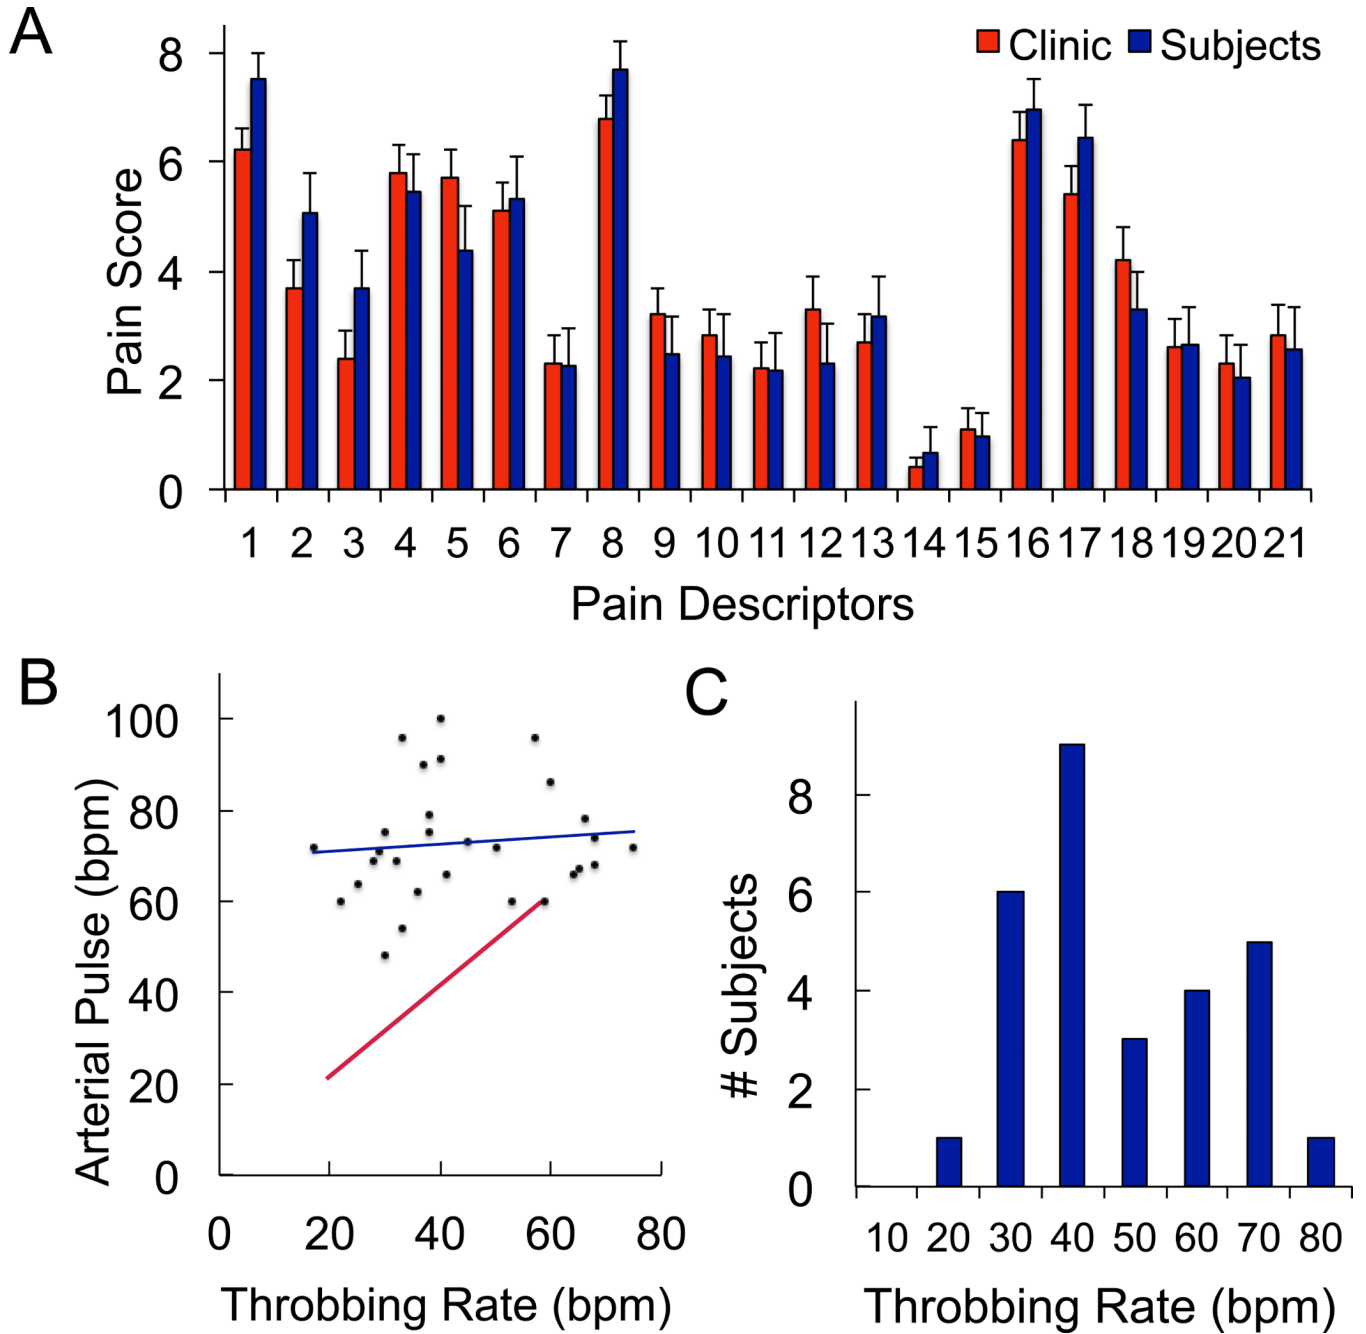 A
Clinic Subjects
Pain Score
8
6
4
2
0
1 2 3 4 5 6 7 8 9 10 11 12 13 14 15 16 17 18 19 20 21
Pain Descriptors
B
Arterial Pulse (bpm)
100
80
60
40
20
0
0 20 40 60 80
Throbbing Rate (bpm)
C
# Subjects
8
6
4
2
0
10 20 30 40 50 60 70 80
Throbbing Rate (bpm)